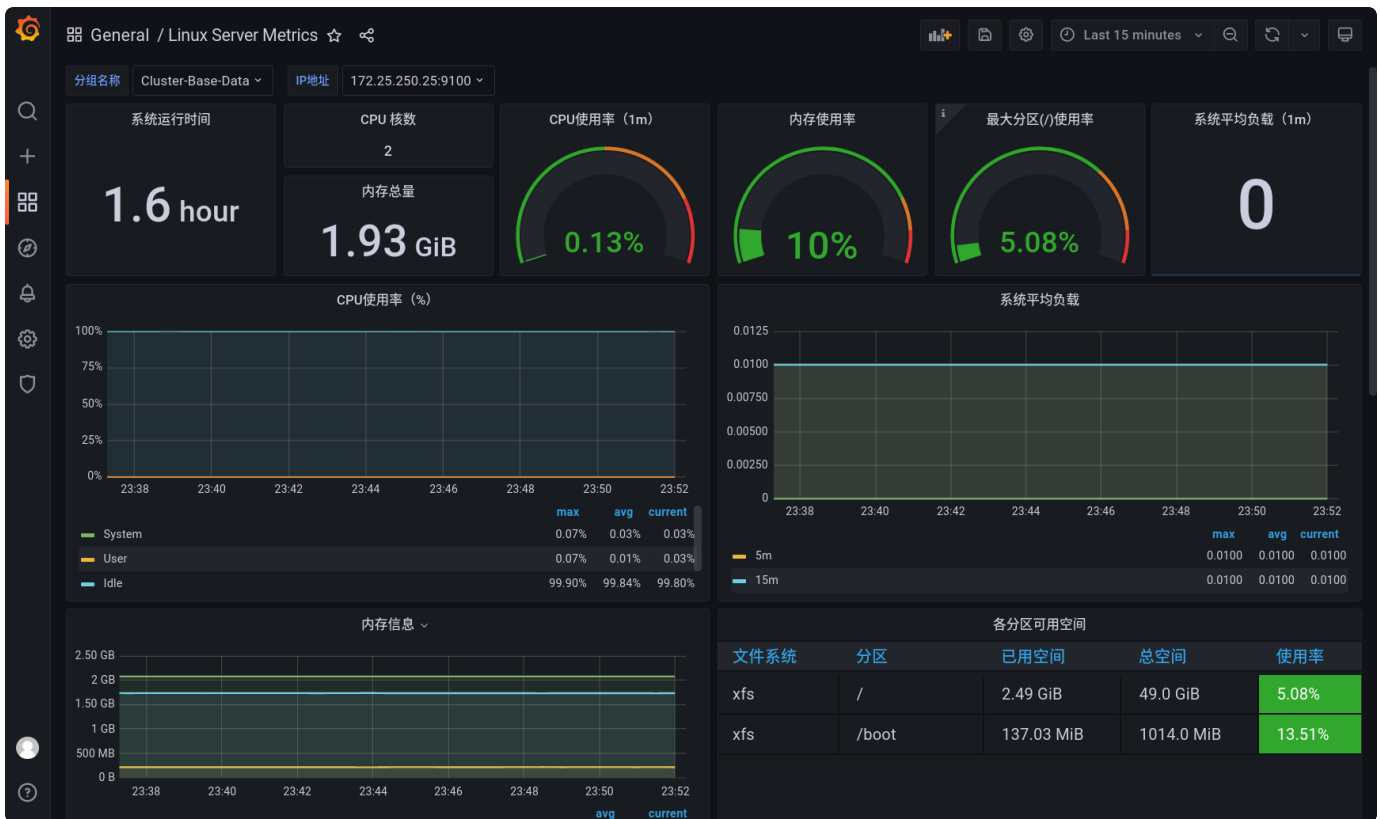 General / Linux Server Metrics
Last 15 minutes
分组名称 Cluster-Base-Data IP地址 172.25.250.25:9100
系统运行时间
1.6 hour
CPU 核数
2
内存总量
1.93 GiB
CPU使用率（1m）
0.13%
内存使用率
10%
i
最大分区(/)使用率
5.08%
系统平均负载（1m）
0
CPU使用率（%）
100%
75%
50%
25%
0%
23:38 23:40 23:42 23:44 23:46 23:48 23:50 23:52
max avg current
System 0.07% 0.03% 0.03%
User 0.07% 0.01% 0.03%
Idle 99.90% 99.84% 99.80%
系统平均负载
0.0125
0.0100
0.00750
0.00500
0.00250
0
23:38 23:40 23:42 23:44 23:46 23:48 23:50 23:52
max avg current
5m 0.0100 0.0100 0.0100
15m 0.0100 0.0100 0.0100
内存信息
2.50 GB
2 GB
1.50 GB
1 GB
500 MB
0 B
23:38 23:40 23:42 23:44 23:46 23:48 23:50 23:52
avg current
各分区可用空间
文件系统 分区 已用空间 总空间 使用率
xfs / 2.49 GiB 49.0 GiB 5.08%
xfs /boot 137.03 MiB 1014.0 MiB 13.51%